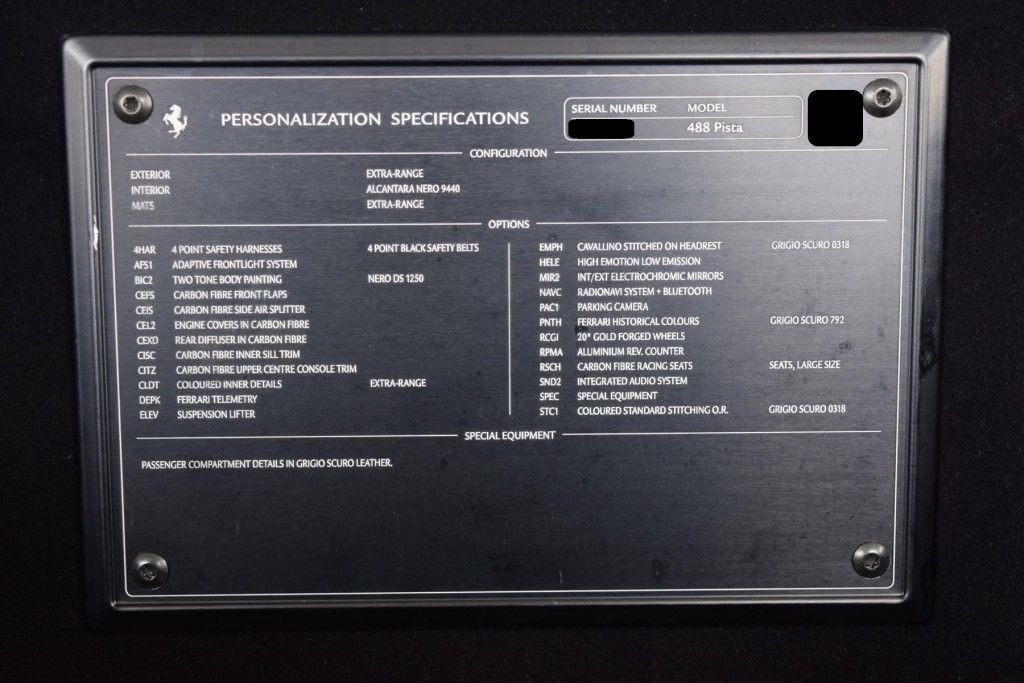 PERSONALIZATION SPECIFICATIONS
SERIAL NUMBER MODEL
488 Pista
CONFIGURATION
EXTERIOR EXTRA-RANGE
INTERIOR ALCANTARA NERO 9440
MATS EXTRA-RANGE
OPTIONS
4HAR 4 POINT SAFETY HARNESSES 4 POINT BLACK SAFETY BELTS
AFS1 ADAPTIVE FRONTLIGHT SYSTEM
BIC2 TWO TONE BODY PAINTING NERO DS 1250
CEFS CARBON FIBRE FRONT FLAPS
CEIS CARBON FIBRE SIDE AIR SPLITTER
CEL2 ENGINE COVERS IN CARBON FIBRE
CEXD REAR DIFFUSER IN CARBON FIBRE
CISC CARBON FIBRE INNER SILL TRIM
CITZ CARBON FIBRE UPPER CENTRE CONSOLE TRIM
CLDT COLOURED INNER DETAILS EXTRA-RANGE
DEPK FERRARI TELEMETRY
ELEV SUSPENSION LIFTER
EMPH CAVALLINO STITCHED ON HEADREST GRIGIO SCURO 0318
HELE HIGH EMOTION LOW EMISSION
MIR2 INT/EXT ELECTROCHROMIC MIRRORS
NAVC RADIONAVI SYSTEM + BLUETOOTH
PAC1 PARKING CAMERA
PNTH FERRARI HISTORICAL COLOURS GRIGIO SCURO 792
RCGI 20" GOLD FORGED WHEELS
RPMA ALUMINIUM REV. COUNTER
RSCH CARBON FIBRE RACING SEATS SEATS, LARGE SIZE
SND2 INTEGRATED AUDIO SYSTEM
SPEC SPECIAL EQUIPMENT
STC1 COLOURED STANDARD STITCHING O.R. GRIGIO SCURO 0318
SPECIAL EQUIPMENT
PASSENGER COMPARTMENT DETAILS IN GRIGIO SCURO LEATHER.